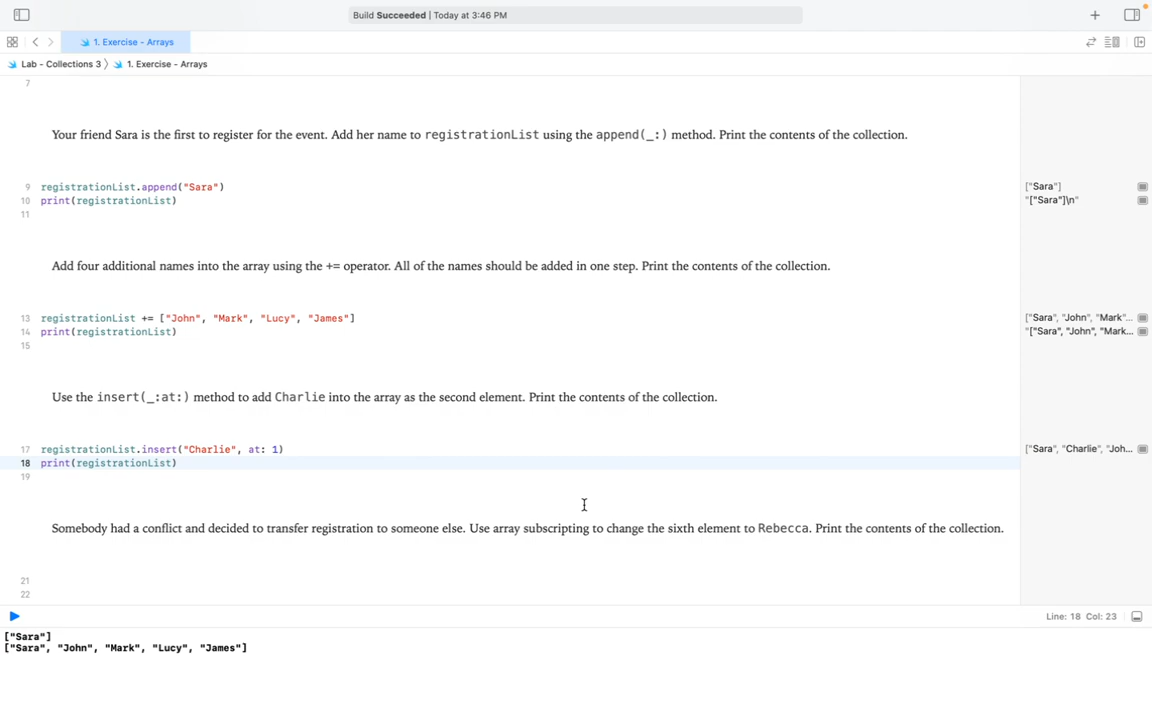 Build Succeeded | Today at 3:46 PM
1. Exercise - Arrays
Lab - Collections 3 〉 1. Exercise - Arrays
7
Your friend Sara is the first to register for the event. Add her name to registrationList using the append(_:) method. Print the contents of the collection.
9 registrationList.append("Sara") ["Sara"]
10 print(registrationList) "["Sara"]\n"
11
Add four additional names into the array using the += operator. All of the names should be added in one step. Print the contents of the collection.
13 registrationList += ["John", "Mark", "Lucy", "James"] ["Sara", "John", "Mark"...
14 print(registrationList) "["Sara", "John", "Mark...
15
Use the insert(_:at:) method to add Charlie into the array as the second element. Print the contents of the collection.
17 registrationList.insert("Charlie", at: 1) ["Sara", "Charlie", "Joh...
18 print(registrationList)
19
Somebody had a conflict and decided to transfer registration to someone else. Use array subscripting to change the sixth element to Rebecca. Print the contents of the collection.
21
22
Line: 18 Col: 23
["Sara"]
["Sara", "John", "Mark", "Lucy", "James"]